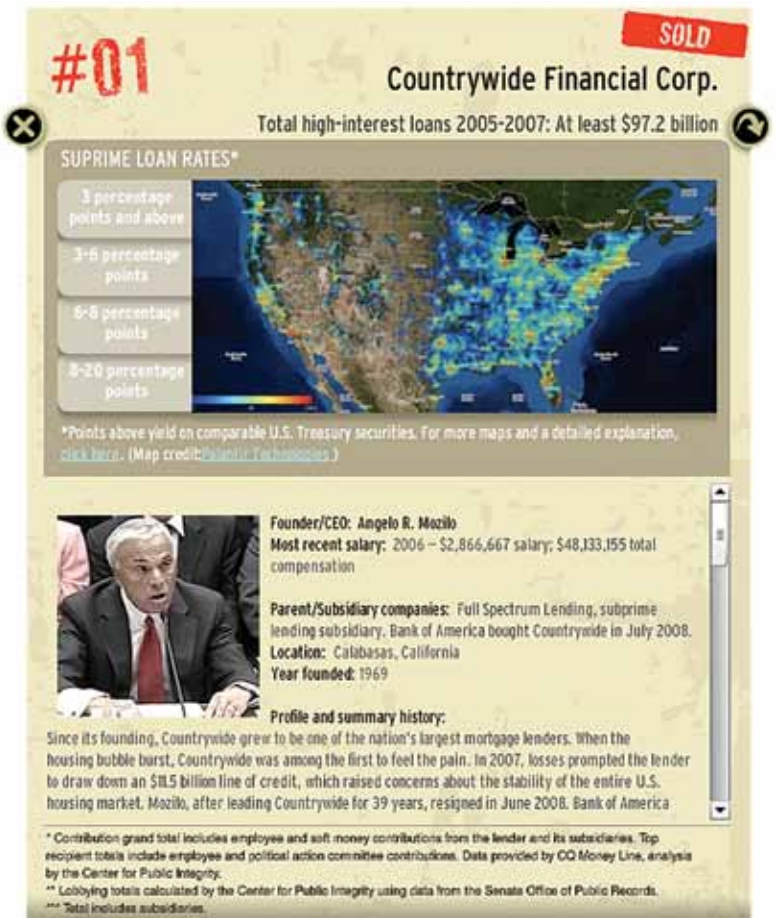 #01
SOLD
Countrywide Financial Corp.
Total high-interest loans 2005-2007: At least $97.2 billion
SUPRIME LOAN RATES*
3 percentage
points and above
3-6 percentage
points
6-8 percentage
points
8-20 percentage
points
*Points above yield on comparable U.S. Treasury securities. For more maps and a detailed explanation,
click here. (Map credit:Palantir Technologies )
Founder/CEO: Angelo R. Mozilo
Most recent salary: 2006 – $2,866,667 salary; $48,133,155 total
compensation
Parent/Subsidiary companies: Full Spectrum Lending, subprime
lending subsidiary. Bank of America bought Countrywide in July 2008.
Location: Calabasas, California
Year founded: 1969
Profile and summary history:
Since its founding, Countrywide grew to be one of the nation's largest mortgage lenders. When the
housing bubble burst, Countrywide was among the first to feel the pain. In 2007, losses prompted the lender
to draw down an $11.5 billion line of credit, which raised concerns about the stability of the entire U.S.
housing market. Mozilo, after leading Countrywide for 39 years, resigned in June 2008. Bank of America
* Contribution grand total includes employee and soft money contributions from the lender and its subsidiaries. Top
recipient totals include employee and political action committee contributions. Data provided by CQ Money Line, analysis
by the Center for Public Integrity.
** Lobbying totals calculated by the Center for Public Integrity using data from the Senate Office of Public Records.
*** Total includes subsidiaries.